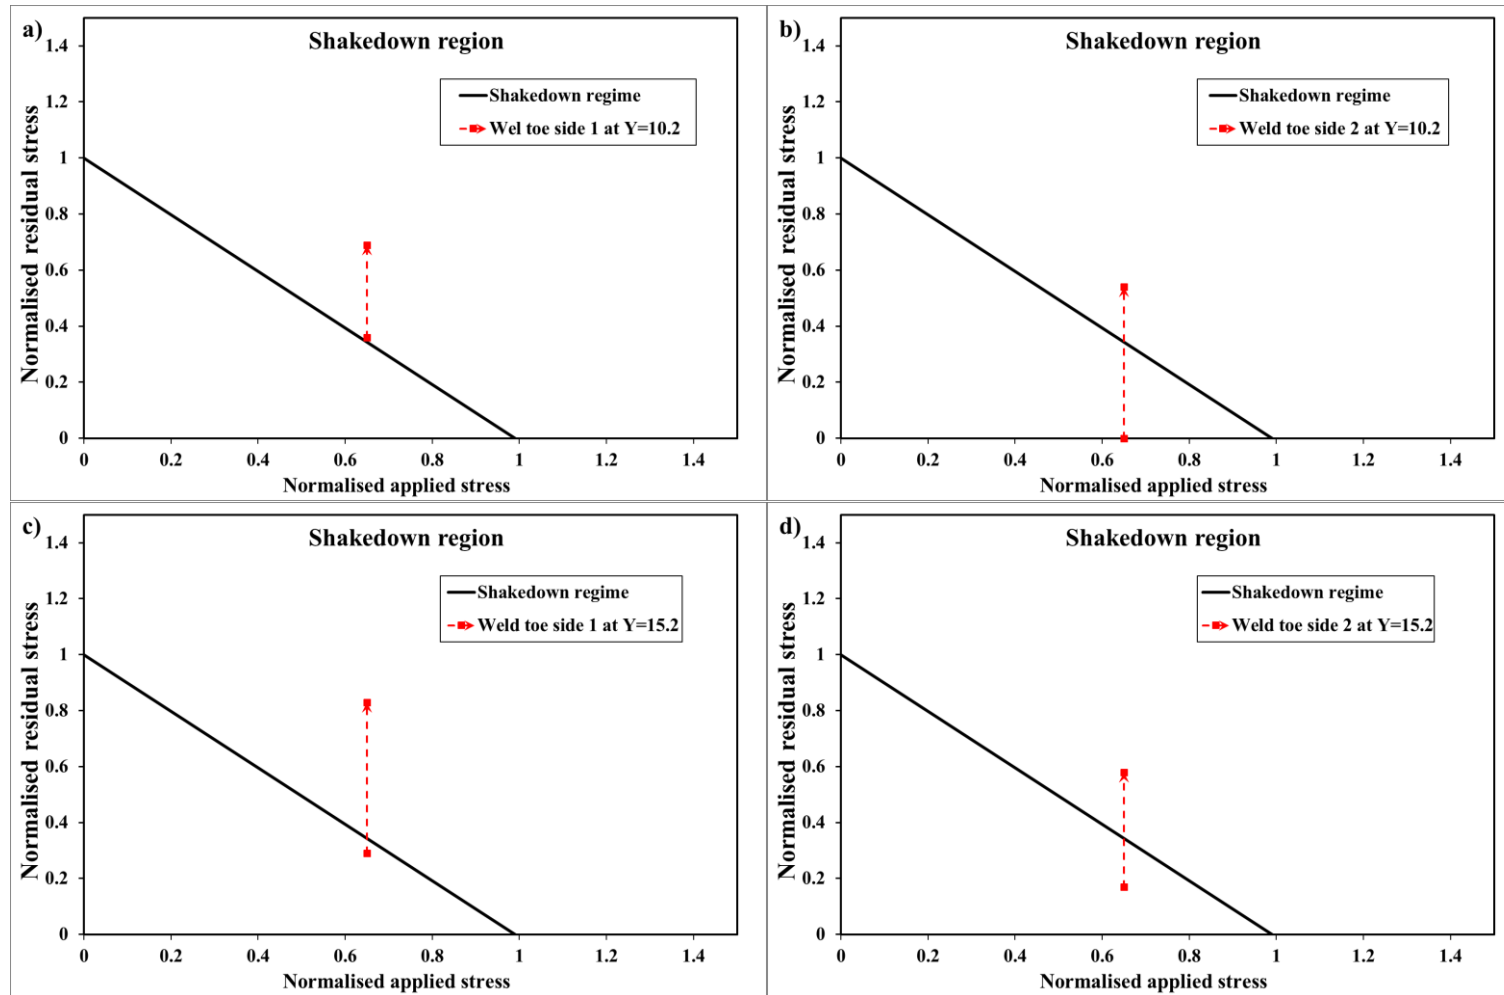 a)
Shakedown region
Shakedown regime
Wel toe side 1 at Y=10.2
Normalised residual stress
1.4
1.2
1
0.8
0.6
0.4
0.2
0
0 0.2 0.4 0.6 0.8 1 1.2 1.4
Normalised applied stress
b)
Shakedown region
Shakedown regime
Weld toe side 2 at Y=10.2
Normalised residual stress
1.4
1.2
1
0.8
0.6
0.4
0.2
0
0 0.2 0.4 0.6 0.8 1 1.2 1.4
Normalised applied stress
c)
Shakedown region
Shakedown regime
Weld toe side 1 at Y=15.2
Normalised residual stress
1.4
1.2
1
0.8
0.6
0.4
0.2
0
0 0.2 0.4 0.6 0.8 1 1.2 1.4
Normalised applied stress
d)
Shakedown region
Shakedown regime
Weld toe side 2 at Y=15.2
Normalised residual stress
1.4
1.2
1
0.8
0.6
0.4
0.2
0
0 0.2 0.4 0.6 0.8 1 1.2 1.4
Normalised applied stress